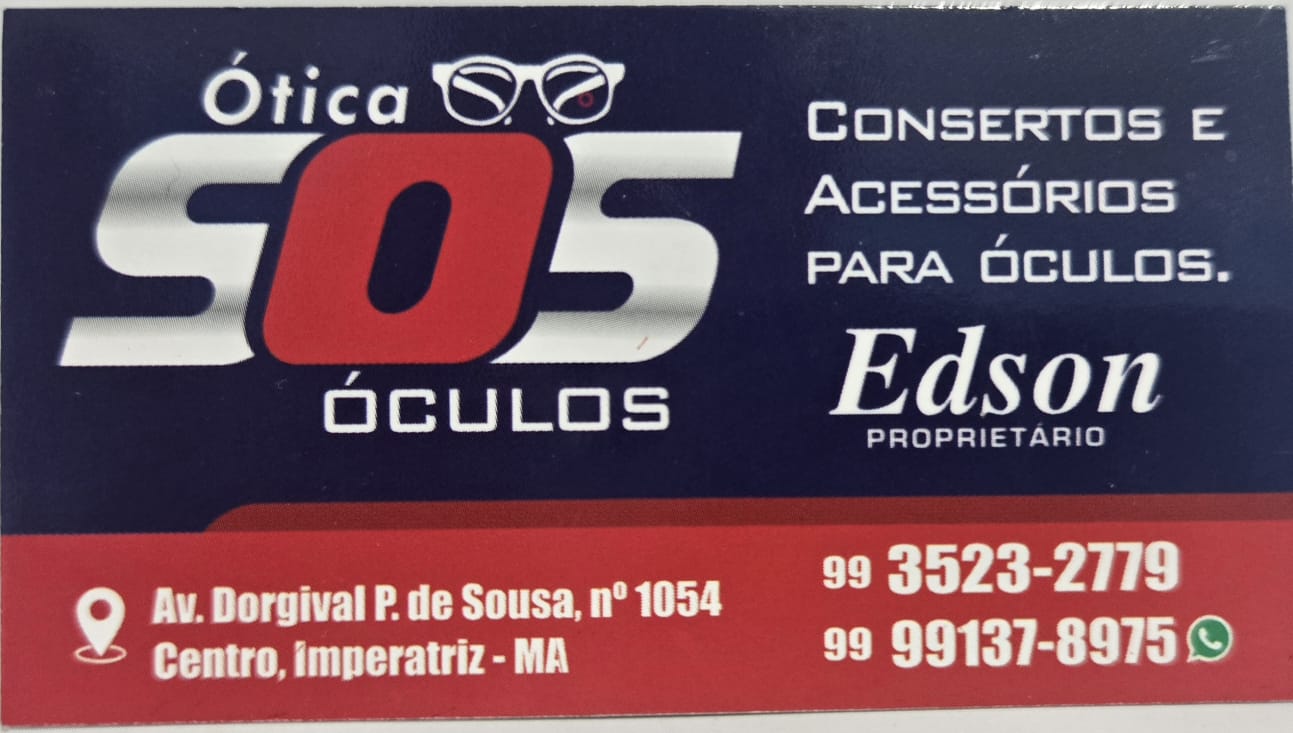 Ótica
SOS
ÓCULOS
CONSERTOS E
ACESSÓRIOS
PARA ÓCULOS.
Edson
PROPRIETÁRIO
Av. Dorgival P. de Sousa, nº 1054
Centro, Imperatriz - MA
99 3523-2779
99 99137-8975